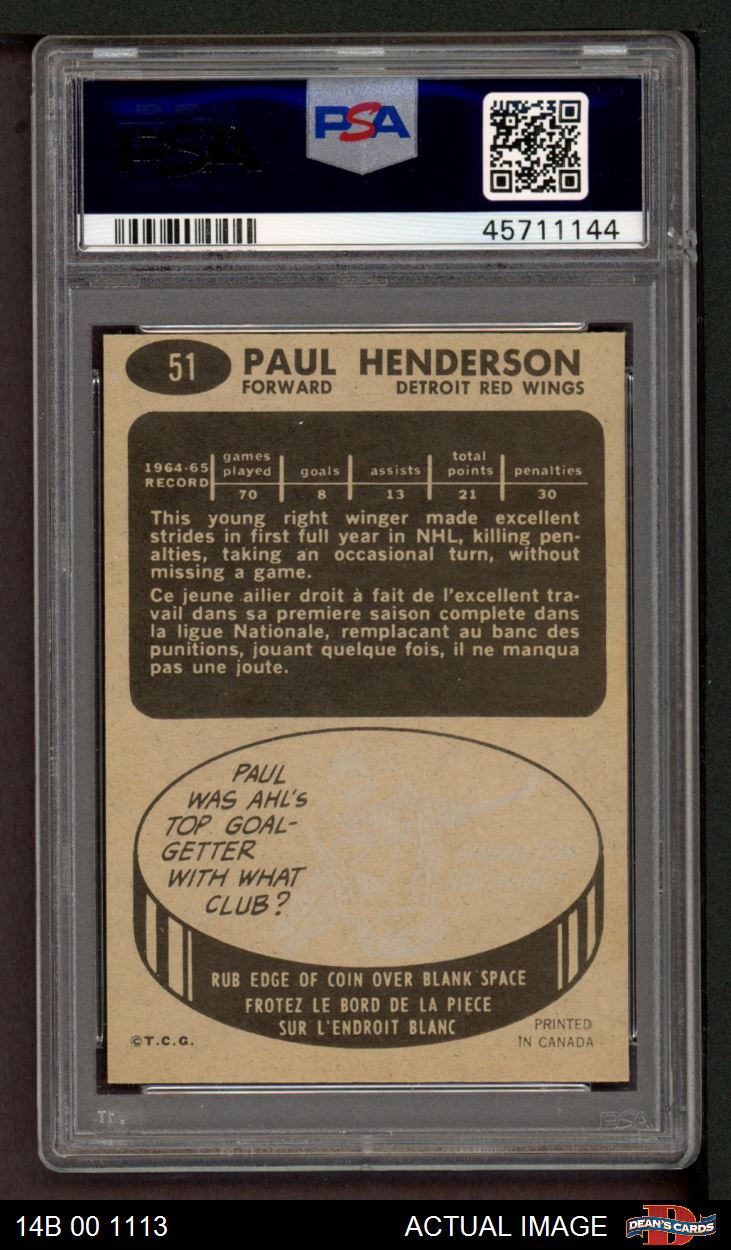 PSA
45711144
51
PAUL HENDERSON
FORWARD DETROIT RED WINGS
1964-65 RECORD games played goals assists total points penalties
70 8 13 21 30
This young right winger made excellent
strides in first full year in NHL, killing pen-
alties, taking an occasional turn, without
missing a game.
Ce jeune ailier droit à fait de l'excellent tra-
vail dans sa premiere saison complete dans
la ligue Nationale, remplacant au banc des
punitions, jouant quelque fois, il ne manqua
pas une joute.
PAUL
WAS AHL'S
TOP GOAL-
GETTER
WITH WHAT
CLUB?
RUB EDGE OF COIN OVER BLANK SPACE
FROTEZ LE BORD DE LA PIECE
SUR L'ENDROIT BLANC
©T.C.G.
PRINTED
IN CANADA
PSA
14B 00 1113
ACTUAL IMAGE
DEAN'S CARDS